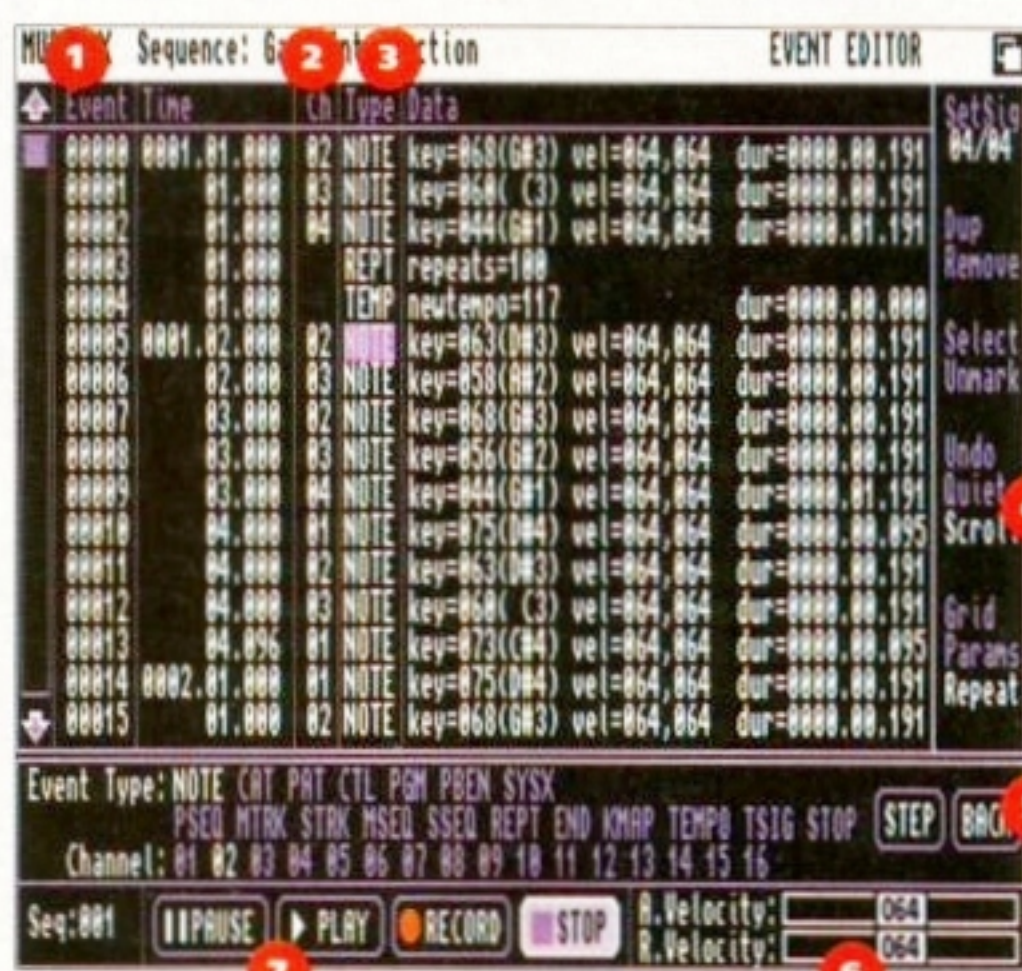 Sequence: EVENT EDITOR
1 2 3
Event Time Ch Type Data
SetSig
04/04
00000 0001.01.000 02 NOTE key=068(G#3) vel=064,064 dur=0000.00.191
00001 01.000 03 NOTE key=060( C3) vel=064,064 dur=0000.00.191
00002 01.000 04 NOTE key=044(G#1) vel=064,064 dur=0000.01.191
00003 01.000 REPT repeats=100
00004 01.000 TEMP newtempo=117 dur=0000.00.000
00005 0001.02.000 02 NOTE key=063(D#3) vel=064,064 dur=0000.00.191
00006 02.000 03 NOTE key=058(A#2) vel=064,064 dur=0000.00.191
00007 03.000 02 NOTE key=068(G#3) vel=064,064 dur=0000.00.191
00008 03.000 03 NOTE key=056(G#2) vel=064,064 dur=0000.00.191
00009 03.000 04 NOTE key=044(G#1) vel=064,064 dur=0000.01.191
00010 04.000 01 NOTE key=075(D#4) vel=064,064 dur=0000.00.095
00011 04.000 02 NOTE key=063(D#3) vel=064,064 dur=0000.00.191
00012 04.000 03 NOTE key=060( C3) vel=064,064 dur=0000.00.191
00013 04.096 01 NOTE key=073(C#4) vel=064,064 dur=0000.00.095
00014 0002.01.000 01 NOTE key=075(D#4) vel=064,064 dur=0000.00.191
00015 01.000 02 NOTE key=068(G#3) vel=064,064 dur=0000.00.191
Dup
Remove
Select
Unmark
Undo
Quiet
Scroll
Grid
Params
Repeat
Event Type: NOTE CAT PAT CTL PGM PBEN SYSX
PSEQ MTRK STRK MSEQ SSEQ REPT END KMAP TEMPO TSIG STOP
STEP BACK
Channel: 01 02 03 04 05 06 07 08 09 10 11 12 13 14 15 16
Seq:001 PAUSE PLAY RECORD STOP
A.Velocity: 064
R.Velocity: 064